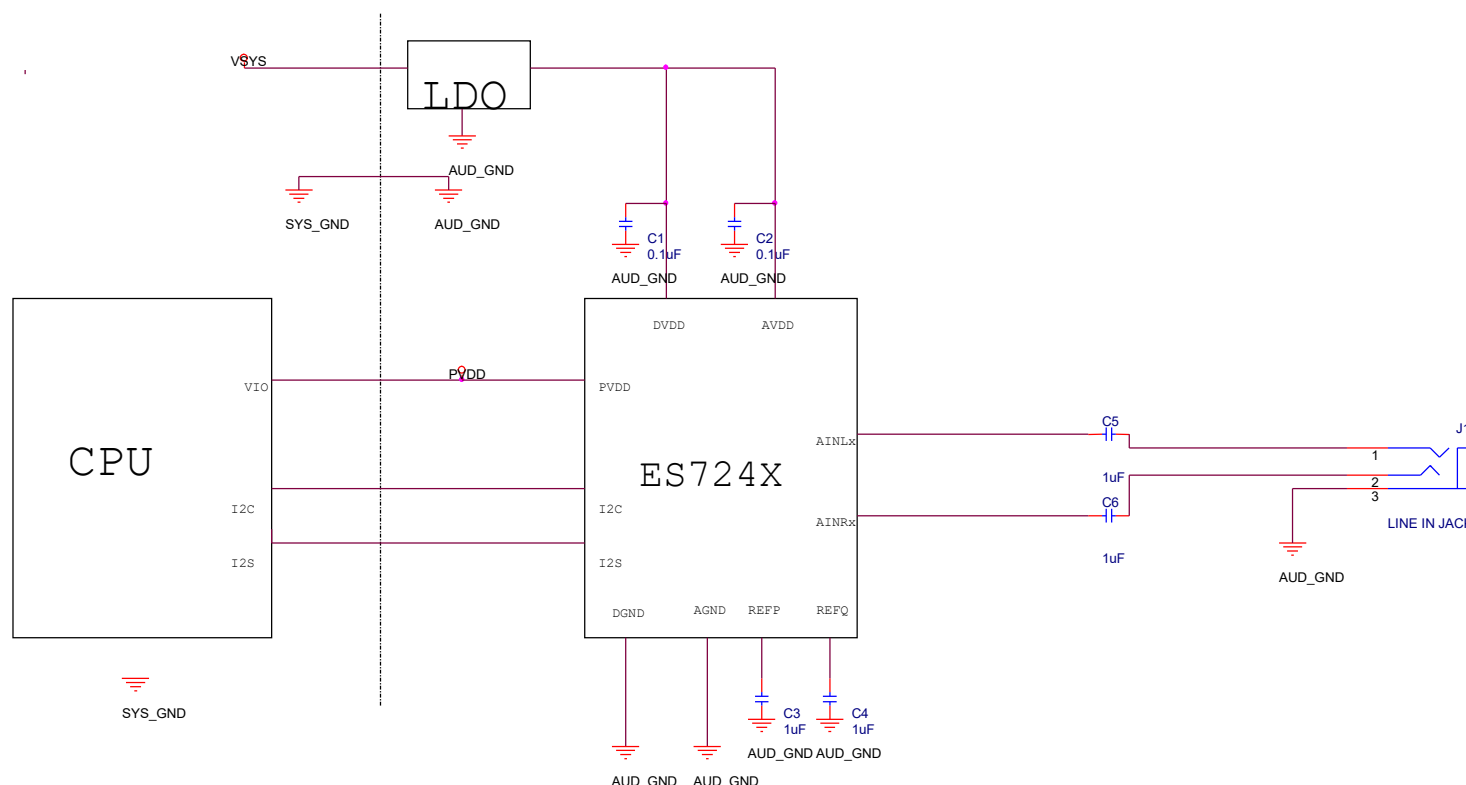 VSYS
LDO
AUD_GND
SYS_GND
AUD_GND
C1
0.1uF
AUD_GND
C2
0.1uF
AUD_GND
DVDD
AVDD
VIO
PVDD
PVDD
CPU
ES724X
AINLx
AINRx
I2C
I2C
I2S
I2S
C5
1uF
C6
1uF
J1
1
2
3
LINE IN JACK
AUD_GND
DGND
AGND
REFP
REFQ
SYS_GND
C3
1uF
C4
1uF
AUD_GND
AUD_GND
AUD_GND
AUD_GND